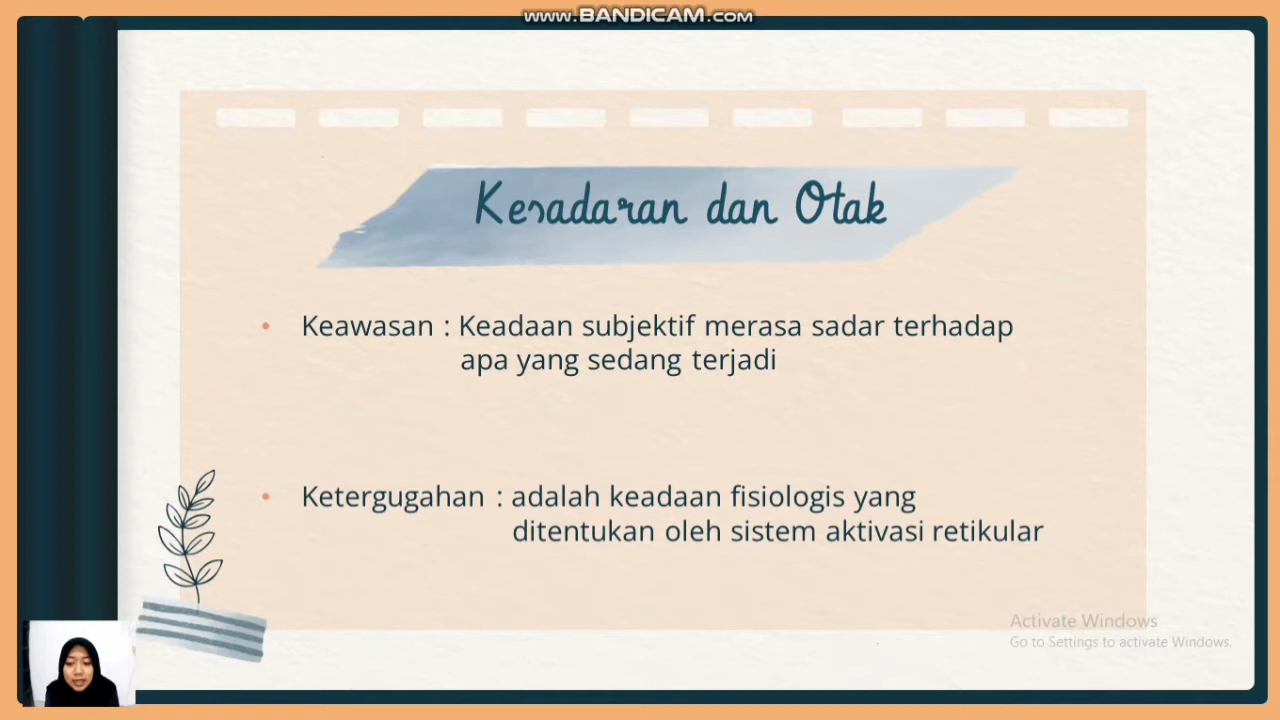 www.BANDICAM.com
Kesadaran dan Otak
• Keawasan : Keadaan subjektif merasa sadar terhadap
apa yang sedang terjadi
• Ketergugahan : adalah keadaan fisiologis yang
ditentukan oleh sistem aktivasi retikular
Activate Windows
Go to Settings to activate Windows.